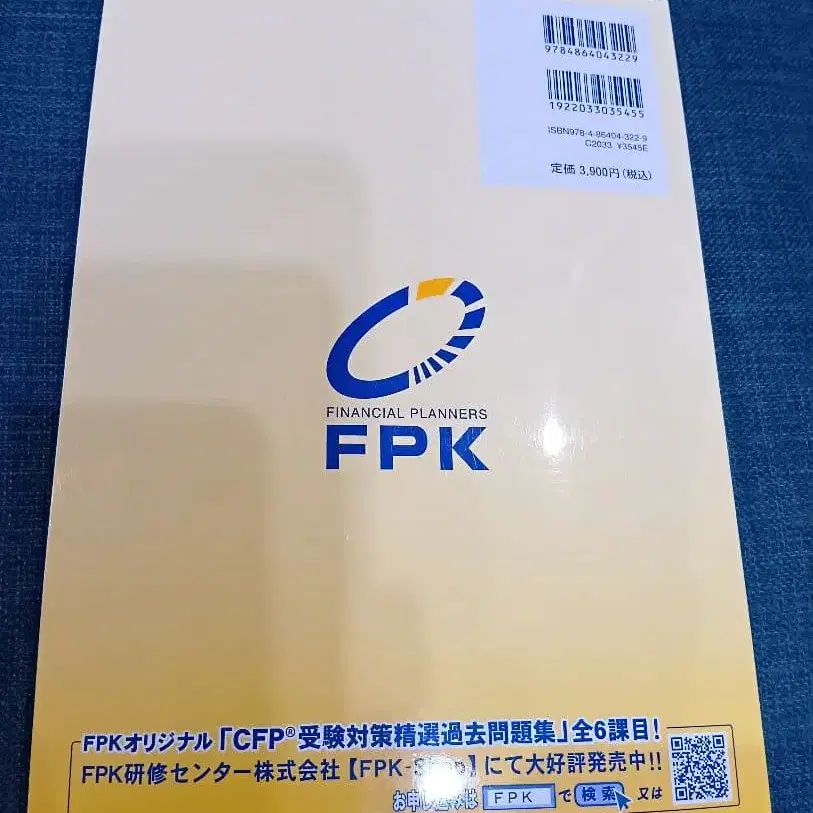 9784864043229
1922033035455
ISBN978-4-86404-322-9
C2033 ¥3545E
定価 3,900円(税込)
FINANCIAL PLANNERS
FPK
FPKオリジナル「CFP®受験対策精選過去問題集」全6課目!
FPK研修センター株式会社【FPK-Shop】にて大好評発売中!!
FPK で 検索 又は